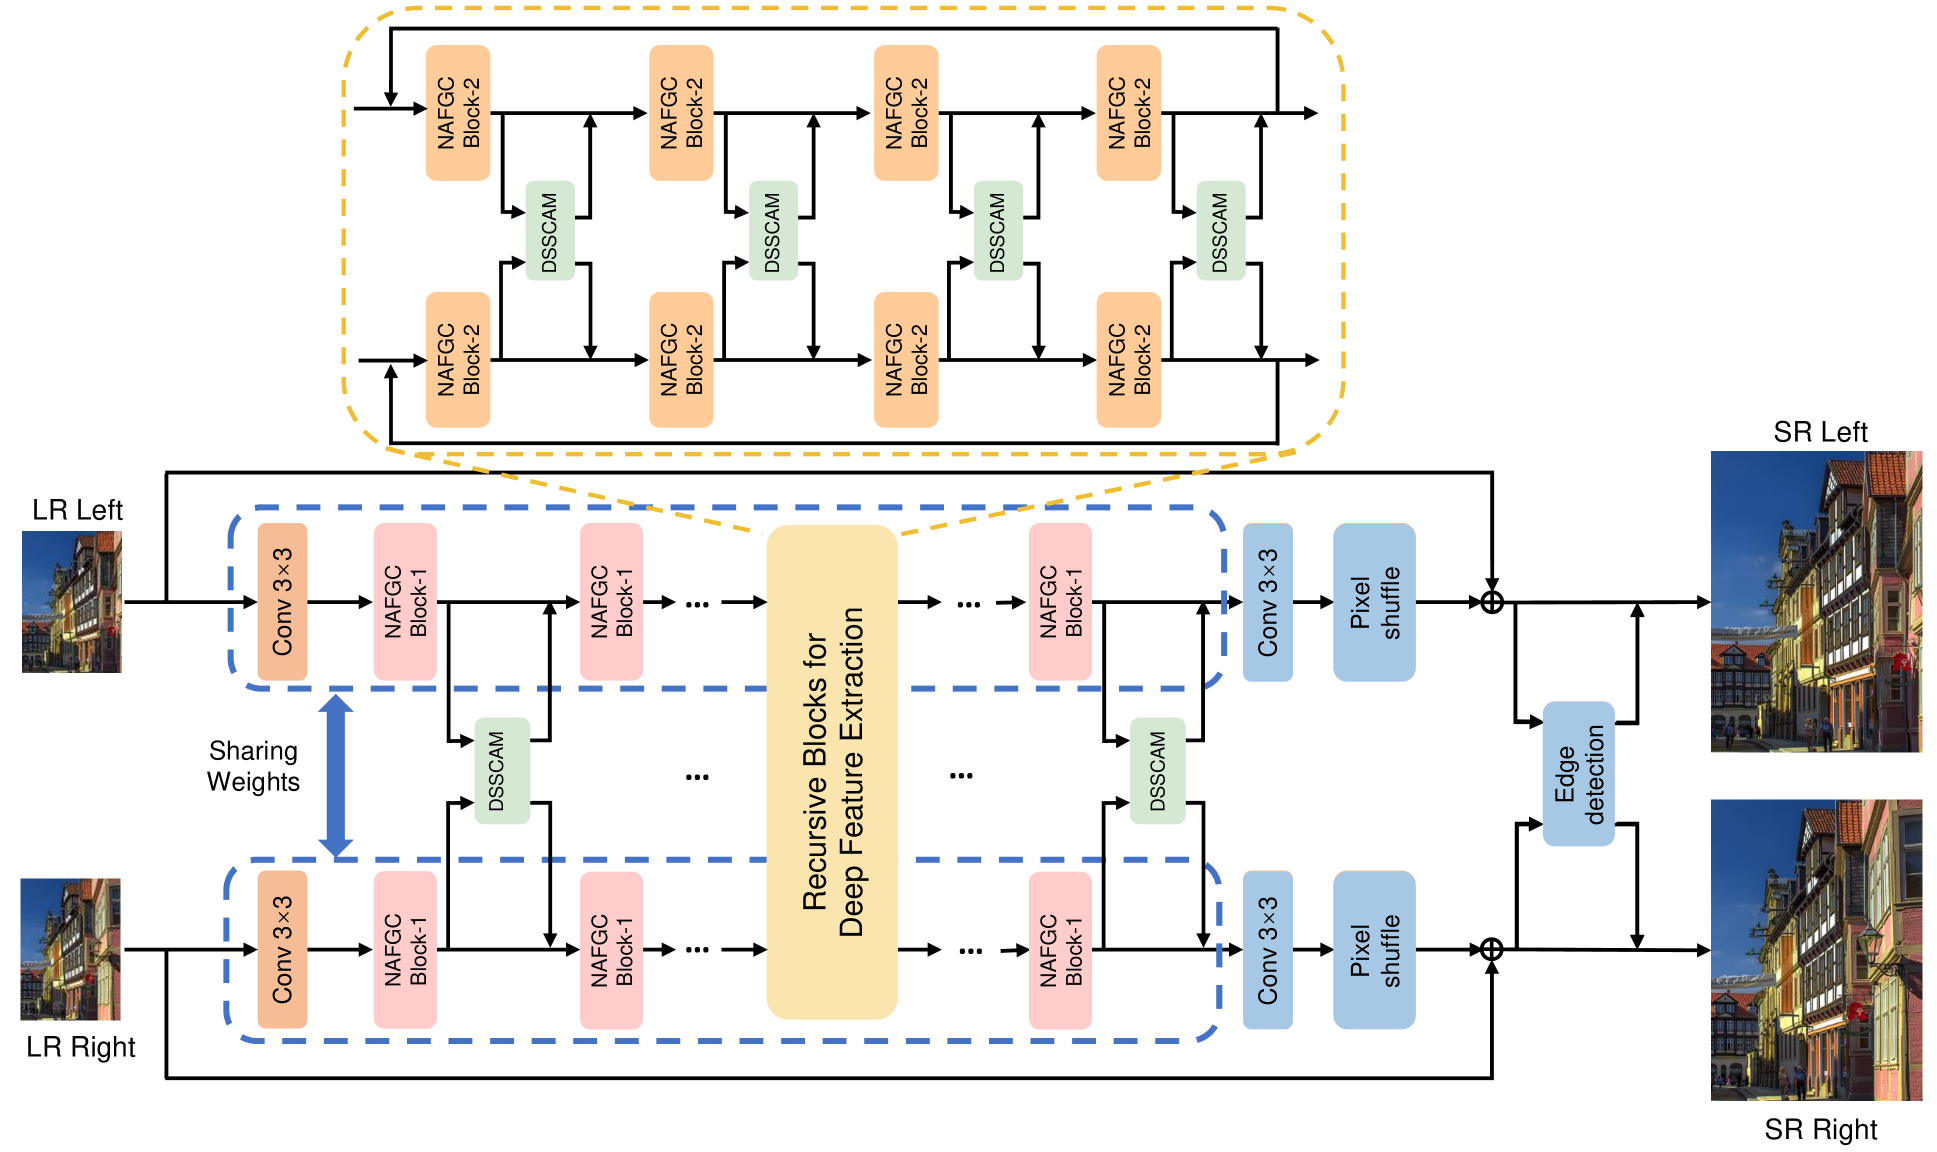 NAFGC
Block-2
NAFGC
Block-2
NAFGC
Block-2
NAFGC
Block-2
DSSCAM
DSSCAM
DSSCAM
DSSCAM
NAFGC
Block-2
NAFGC
Block-2
NAFGC
Block-2
NAFGC
Block-2
SR Left
LR Left
Conv 3×3
NAFGC
Block-1
NAFGC
Block-1
...
Recursive Blocks for
Deep Feature Extraction
...
NAFGC
Block-1
Conv 3×3
Pixel
shuffle
Sharing
Weights
DSSCAM
...
...
DSSCAM
Edge
detection
Conv 3×3
NAFGC
Block-1
NAFGC
Block-1
...
...
NAFGC
Block-1
Conv 3×3
Pixel
shuffle
LR Right
SR Right